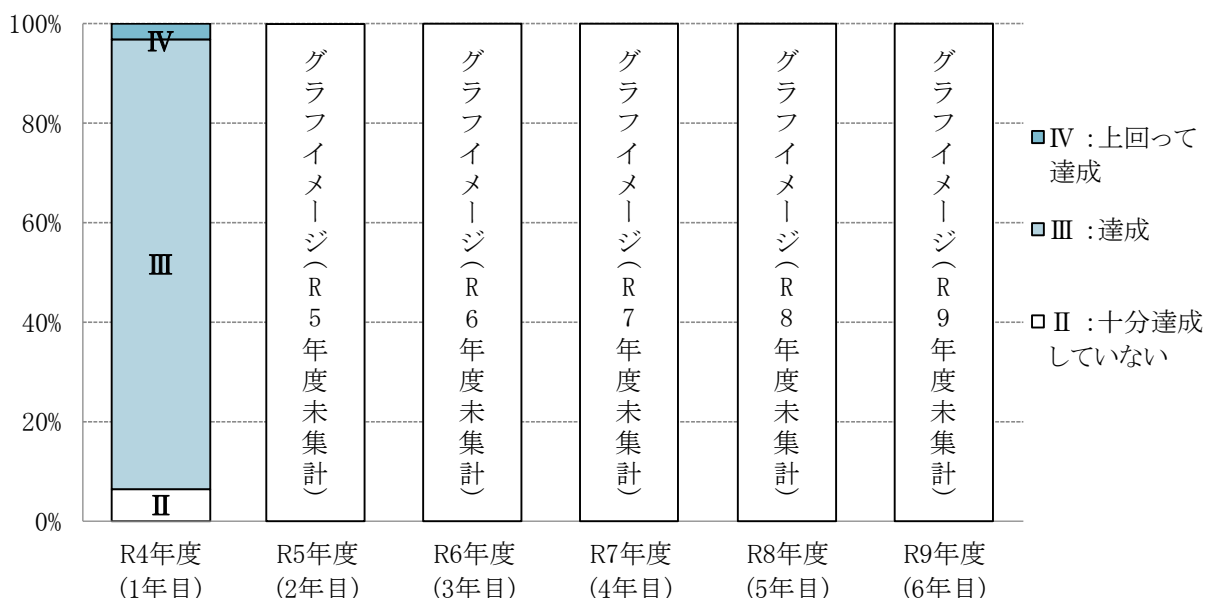 100%
80%
60%
40%
20%
0%
Ⅳ
Ⅲ
Ⅱ
グラフイメージ(R5年度未集計)
グラフイメージ(R6年度未集計)
グラフイメージ(R7年度未集計)
グラフイメージ(R8年度未集計)
グラフイメージ(R9年度未集計)
R4年度
(1年目)
R5年度
(2年目)
R6年度
(3年目)
R7年度
(4年目)
R8年度
(5年目)
R9年度
(6年目)
Ⅳ：上回って
達成
Ⅲ：達成
Ⅱ：十分達成
していない